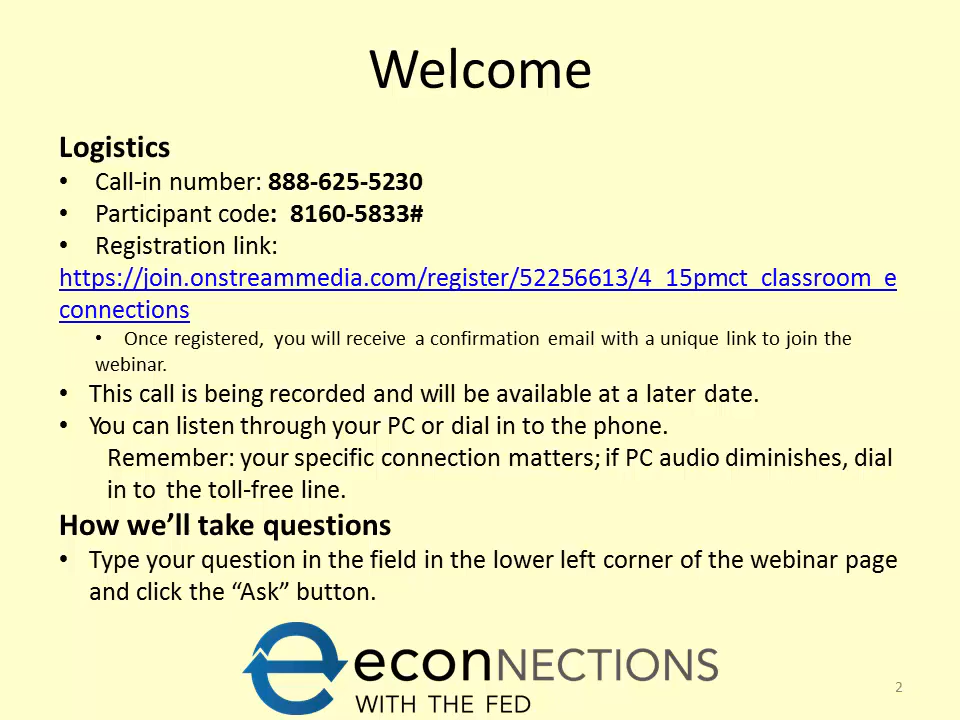 Welcome
Logistics
• Call-in number: 888-625-5230
• Participant code: 8160-5833#
• Registration link:
https://join.onstreammedia.com/register/52256613/4_15pmct_classroom_e
connections
• Once registered, you will receive a confirmation email with a unique link to join the
webinar.
• This call is being recorded and will be available at a later date.
• You can listen through your PC or dial in to the phone.
Remember: your specific connection matters; if PC audio diminishes, dial
in to the toll-free line.
How we’ll take questions
• Type your question in the field in the lower left corner of the webinar page
and click the “Ask” button.
econNECTIONS
WITH THE FED
2